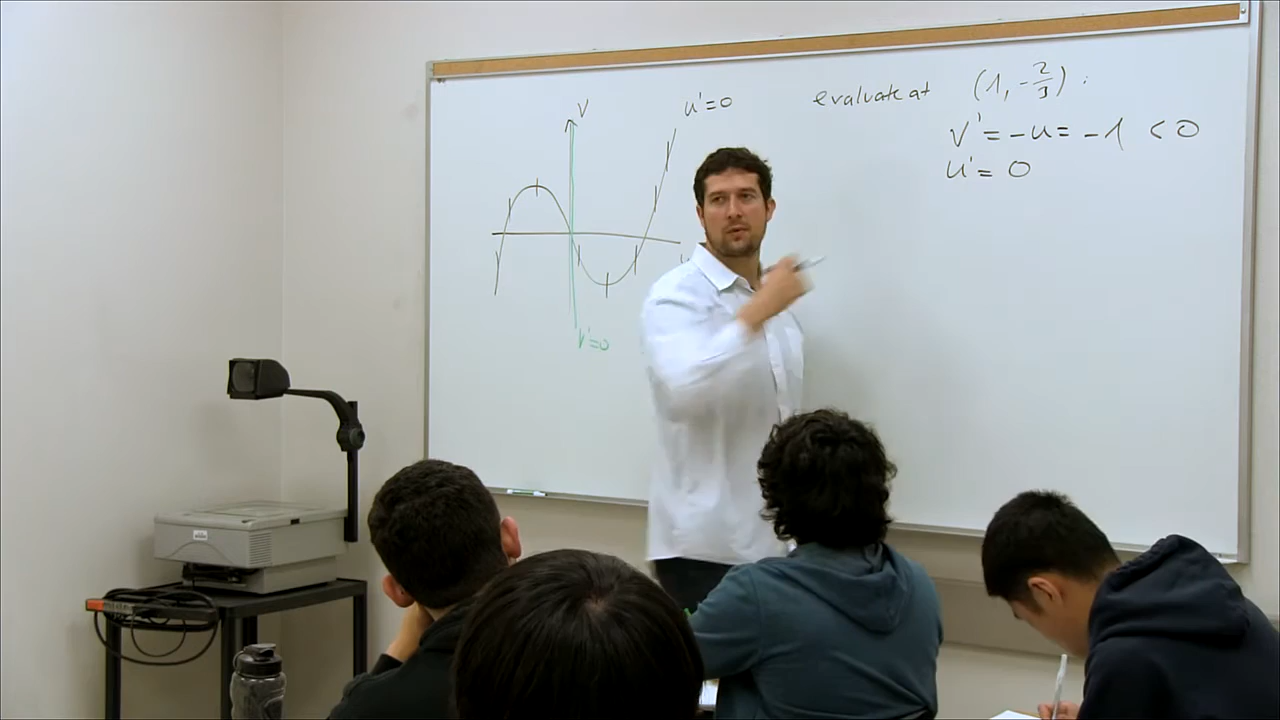 V
u'=0
v'=0
evaluate at (1, -2/3) :
v' = -u = -1 < 0
u' = 0